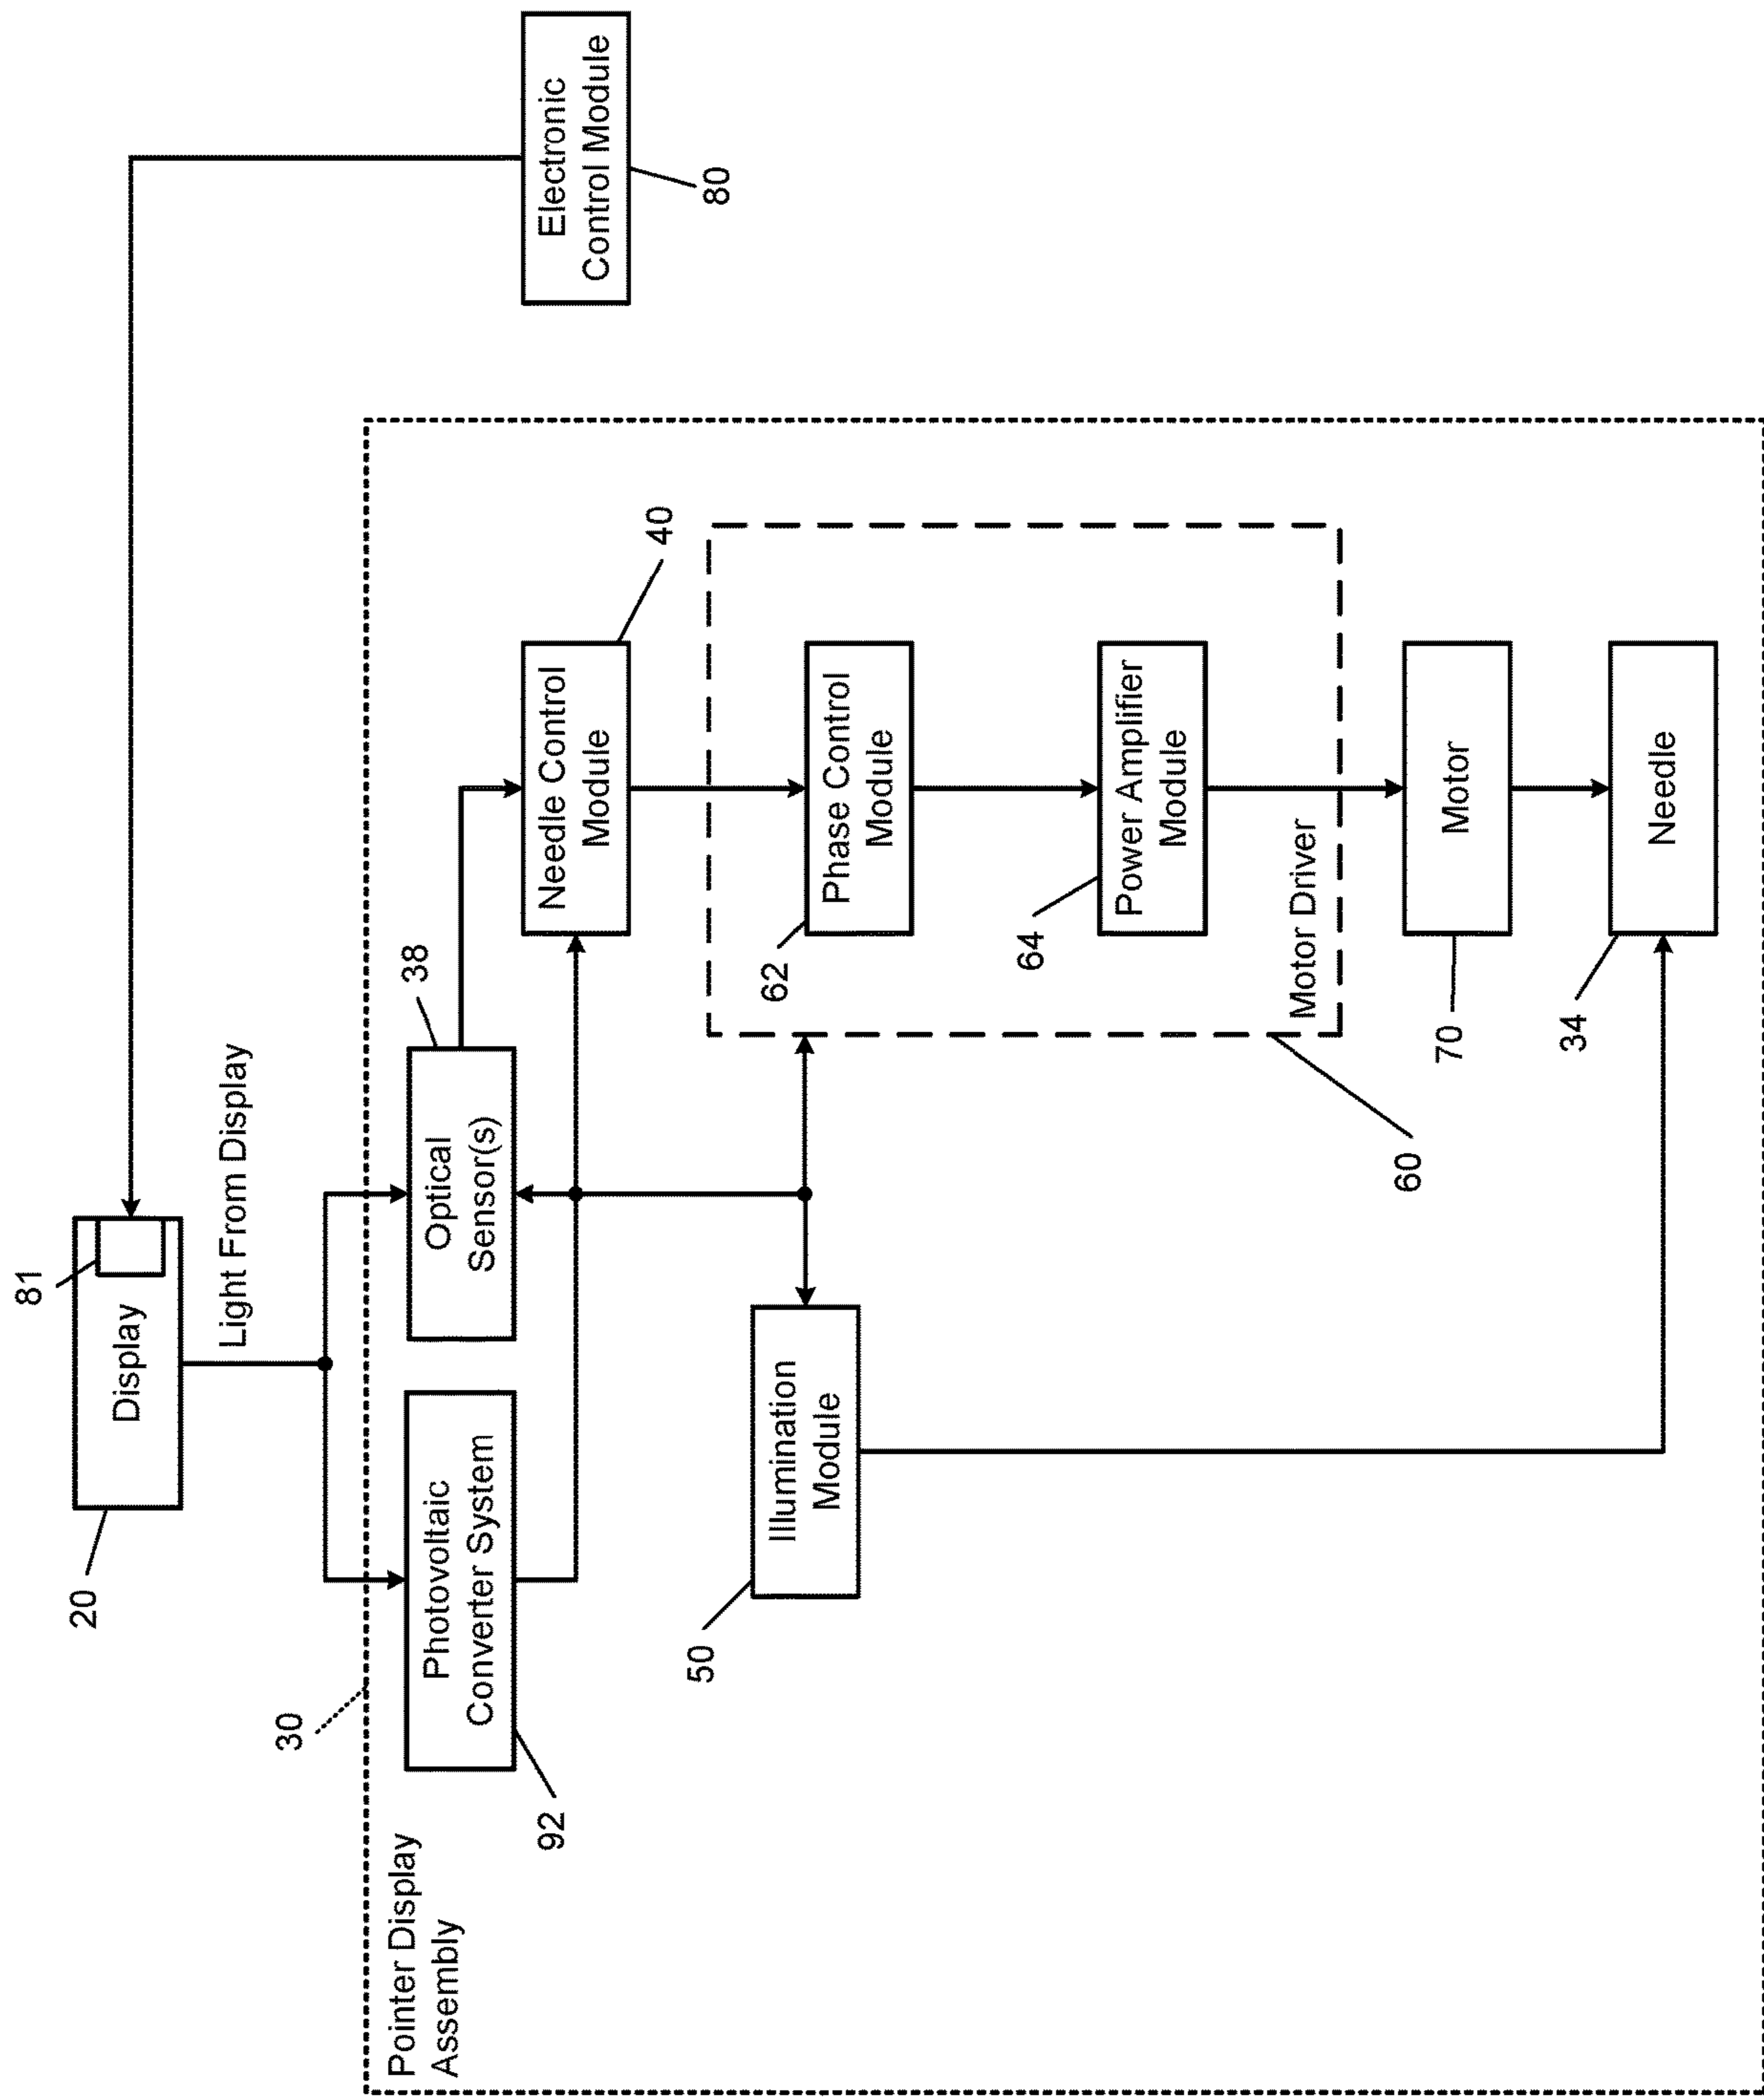 81
Display
20
Light From Display
Electronic
Control Module
80
30
Pointer Display
Assembly
Photovoltaic
Converter System
92
Optical
Sensor(s)
38
Needle Control
Module
40
Illumination
Module
50
Phase Control
Module
62
Power Amplifier
Module
64
Motor Driver
60
Motor
70
Needle
34